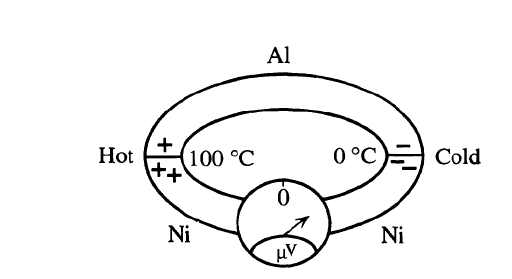 Al
Hot + 100 °C 0 °C − Cold
+ + − −
0
Ni μV Ni